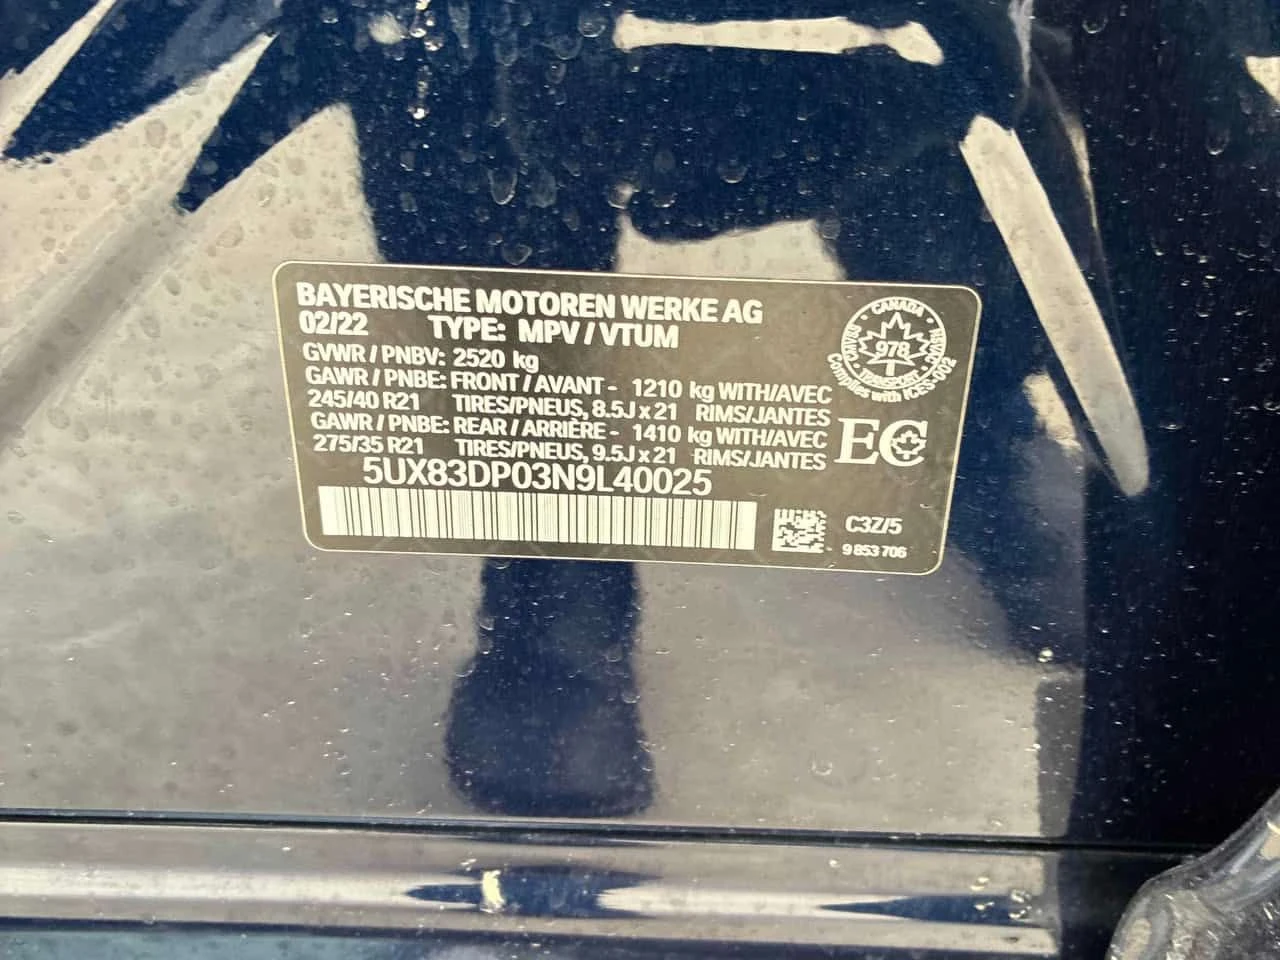 BAYERISCHE MOTOREN WERKE AG
02/22 TYPE: MPV / VTUM
GVWR / PNBV: 2520 kg
GAWR / PNBE: FRONT / AVANT - 1210 kg WITH/AVEC
245/40 R21 TIRES/PNEUS, 8.5J x 21 RIMS/JANTES
GAWR / PNBE: REAR / ARRIÈRE - 1410 kg WITH/AVEC
275/35 R21 TIRES/PNEUS, 9.5J x 21 RIMS/JANTES
5UX83DP03N9L40025
CANADA
CMVSS
978
NSVAC
TRANSPORT
Complies with ICES-002
EC
C3Z/5
9 853 706